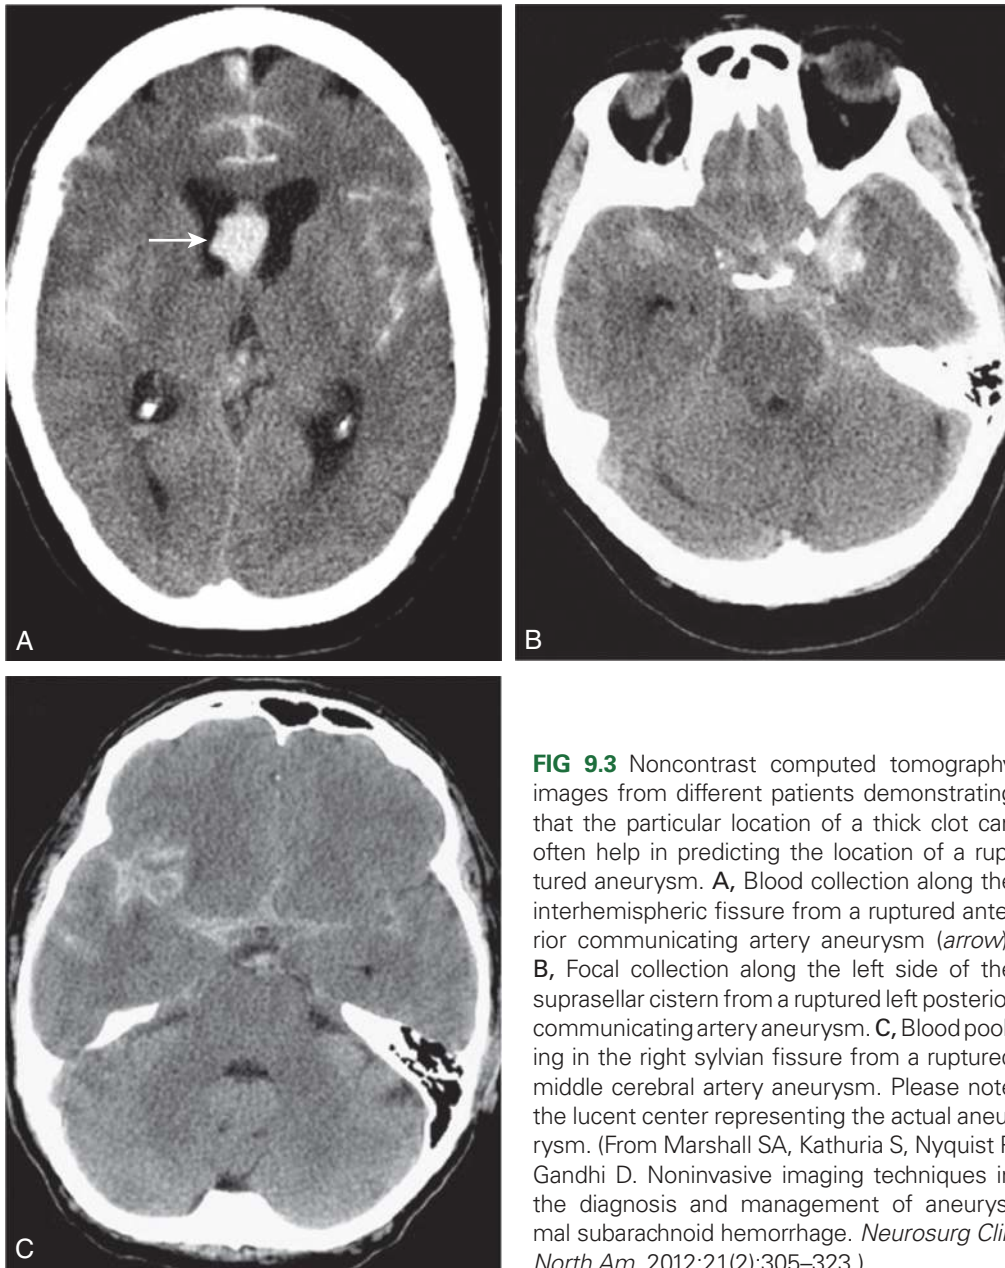 A
B
C
FIG 9.3 Noncontrast computed tomography
images from different patients demonstrating
that the particular location of a thick clot can
often help in predicting the location of a rup
tured aneurysm. A, Blood collection along the
interhemispheric fissure from a ruptured ante
rior communicating artery aneurysm (arrow)
B, Focal collection along the left side of the
suprasellar cistern from a ruptured left posterio
communicating artery aneurysm. C, Blood pool
ing in the right sylvian fissure from a ruptured
middle cerebral artery aneurysm. Please note
the lucent center representing the actual aneu
rysm. (From Marshall SA, Kathuria S, Nyquist P
Gandhi D. Noninvasive imaging techniques in
the diagnosis and management of aneurys
mal subarachnoid hemorrhage. Neurosurg Clin
North Am. 2012;21(2):305–323.)